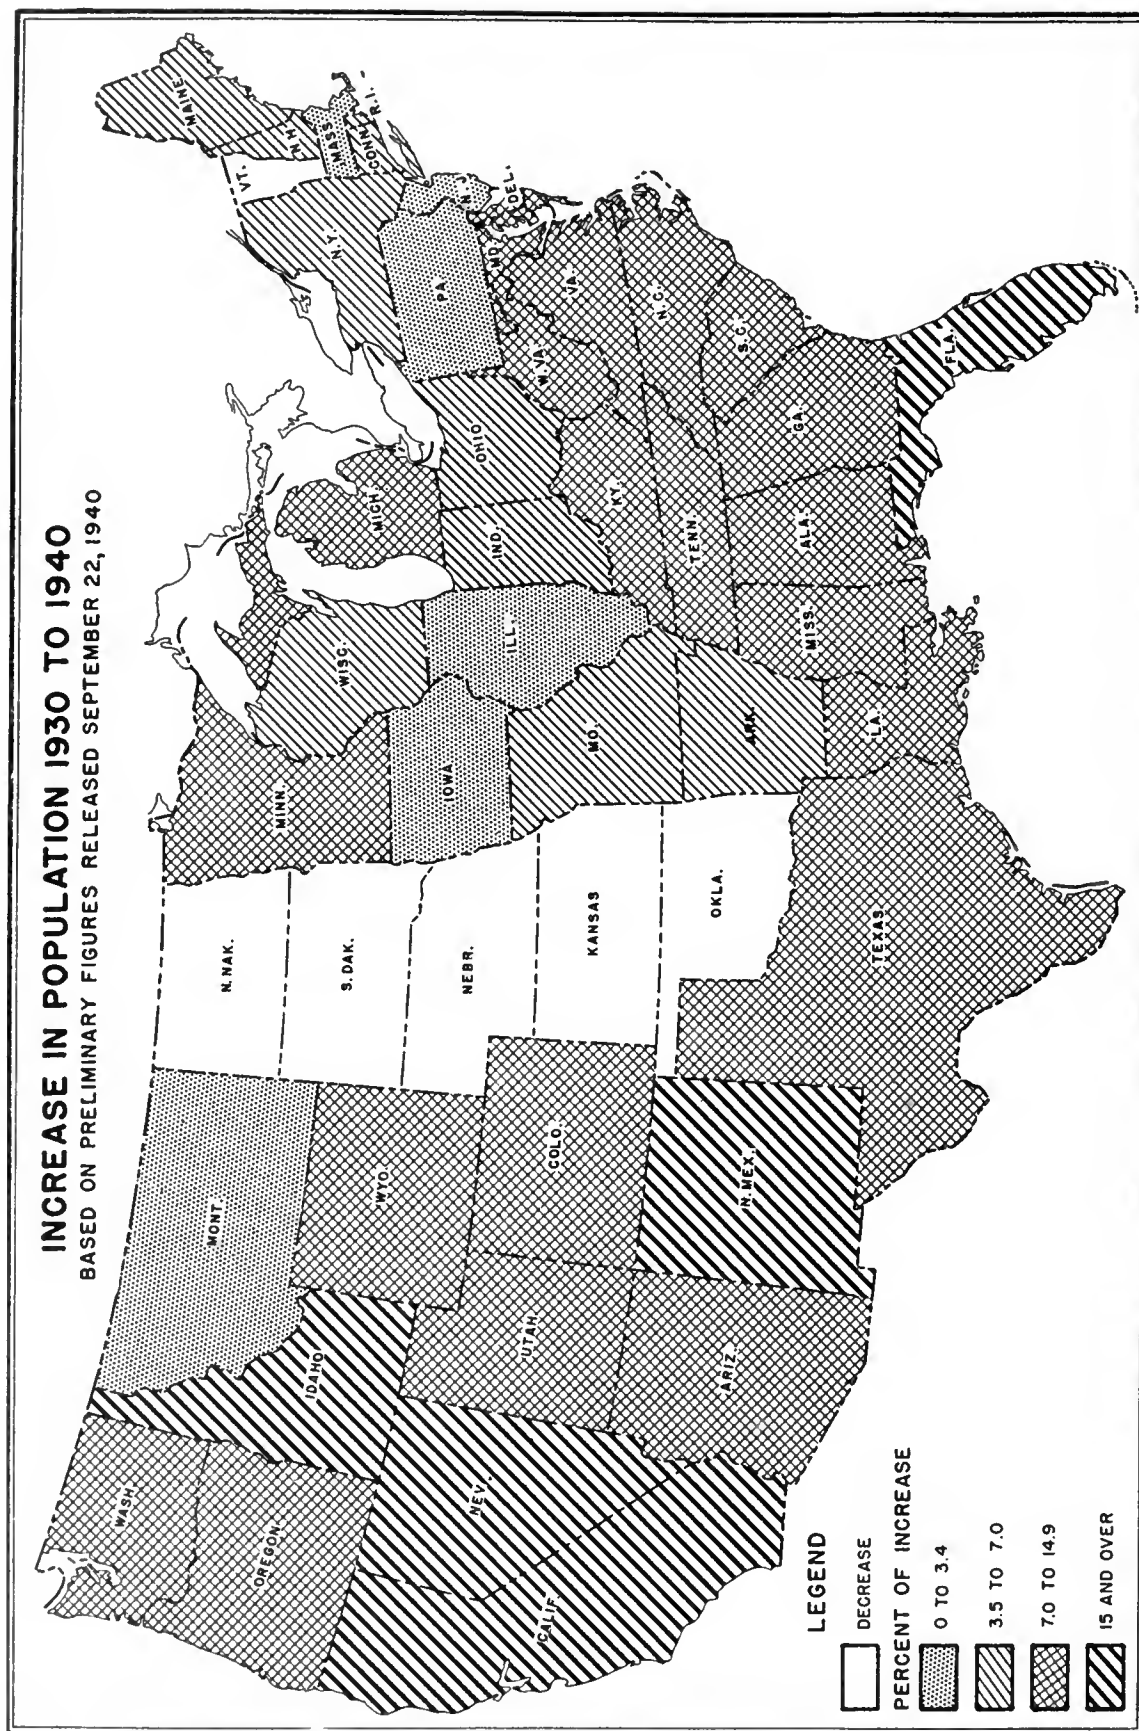 INCREASE IN POPULATION 1930 TO 1940
BASED ON PRELIMINARY FIGURES RELEASED SEPTEMBER 22, 1940
WASH.
OREGON
CALIF.
NEV.
IDAHO
MONT.
WYO.
UTAH
COLO.
ARIZ.
N.MEX.
N.NAK.
S.DAK.
NEBR.
KANSAS
OKLA.
TEXAS
MINN.
IOWA
MO.
ARK.
LA.
WISC.
ILL.
MICH.
IND.
OHIO
KY.
TENN.
MISS.
ALA.
GA.
FLA.
S.C.
N.C.
VA.
W.VA.
MD.
DEL.
PA.
N.J.
N.Y.
CONN.
R.I.
MASS.
VT.
N.H.
MAINE
LEGEND
DECREASE
PERCENT OF INCREASE
0 TO 3.4
3.5 TO 7.0
7.0 TO 14.9
15 AND OVER